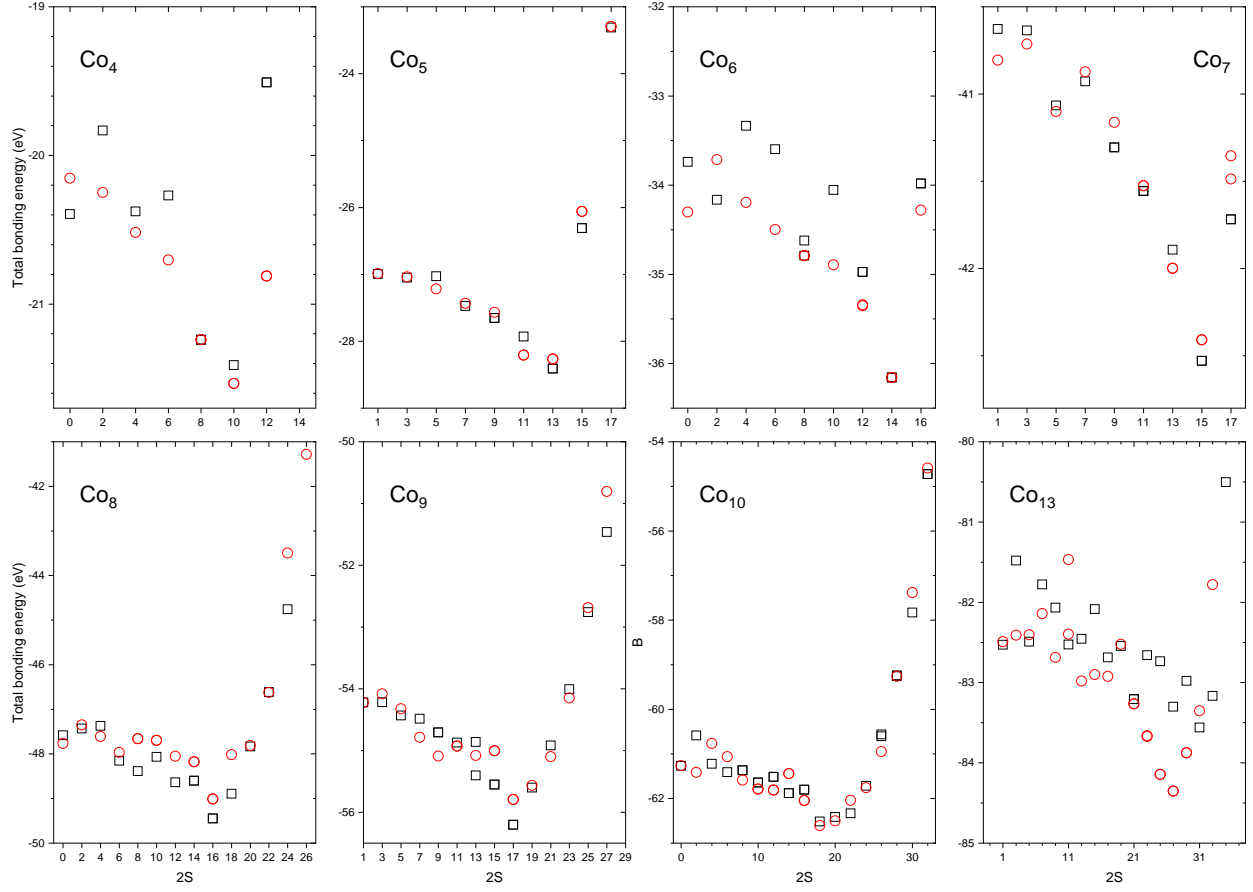 -19
-20
-21
Total bonding energy (eV)
Co4
0 2 4 6 8 10 12 14
-24
-26
-28
Co5
1 3 5 7 9 11 13 15 17
-32
-33
-34
-35
-36
Co6
0 2 4 6 8 10 12 14 16
-41
-42
Co7
1 3 5 7 9 11 13 15 17
-42
-44
-46
-48
-50
Total bonding energy (eV)
Co8
0 2 4 6 8 10 12 14 16 18 20 22 24 26
2S
-50
-52
-54
-56
Co9
1 3 5 7 9 11 13 15 17 19 21 23 25 27 29
2S
-54
-56
-58
-60
-62
B
Co10
0 10 20 30
2S
-80
-81
-82
-83
-84
-85
Co13
1 11 21 31
2S